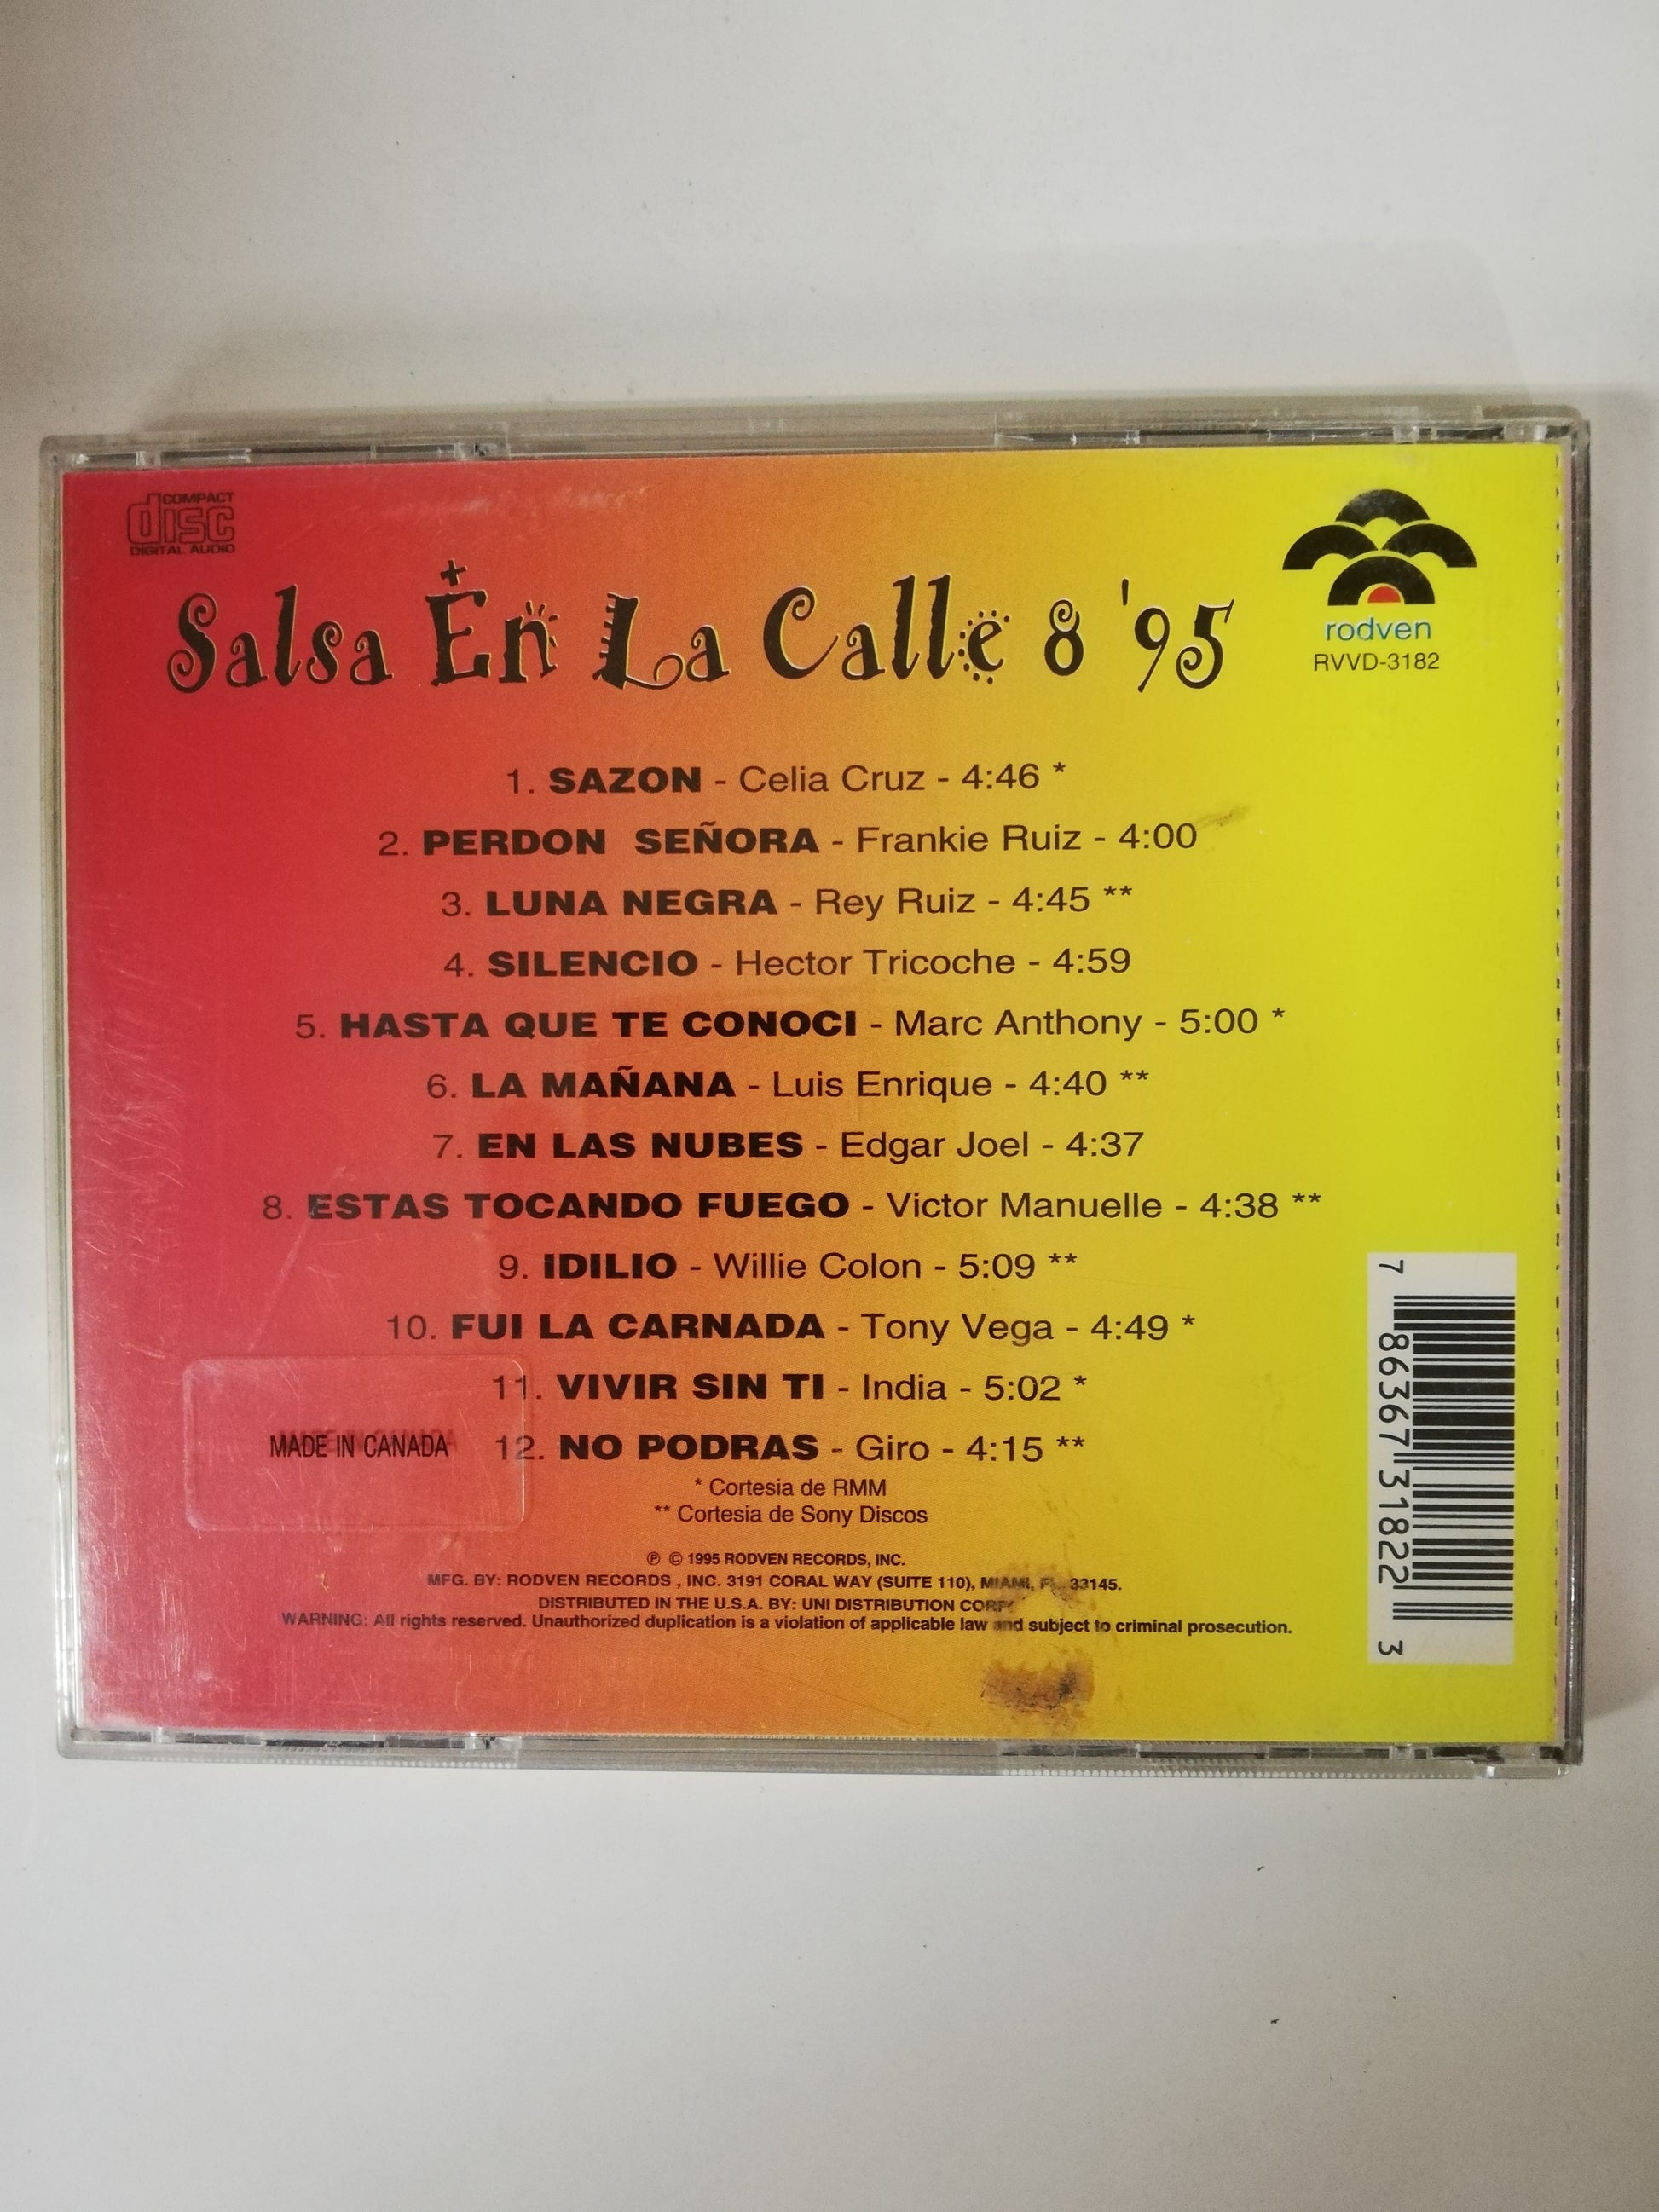 COMPACT
disc
DIGITAL AUDIO
Salsa En La Calle 8 '95
rodven
RVVD-3182
1. SAZON - Celia Cruz - 4:46 *
2. PERDON SEÑORA - Frankie Ruiz - 4:00
3. LUNA NEGRA - Rey Ruiz - 4:45 **
4. SILENCIO - Hector Tricoche - 4:59
5. HASTA QUE TE CONOCI - Marc Anthony - 5:00 *
6. LA MAÑANA - Luis Enrique - 4:40 **
7. EN LAS NUBES - Edgar Joel - 4:37
8. ESTAS TOCANDO FUEGO - Victor Manuelle - 4:38 **
9. IDILIO - Willie Colon - 5:09 **
10. FUI LA CARNADA - Tony Vega - 4:49 *
11. VIVIR SIN TI - India - 5:02 *
12. NO PODRAS - Giro - 4:15 **
MADE IN CANADA
* Cortesia de RMM
** Cortesia de Sony Discos
℗ © 1995 RODVEN RECORDS, INC.
MFG. BY: RODVEN RECORDS , INC. 3191 CORAL WAY (SUITE 110), MIAMI, FL. 33145.
DISTRIBUTED IN THE U.S.A. BY: UNI DISTRIBUTION CORP.
WARNING: All rights reserved. Unauthorized duplication is a violation of applicable law and subject to criminal prosecution.
7 86367 31822 3